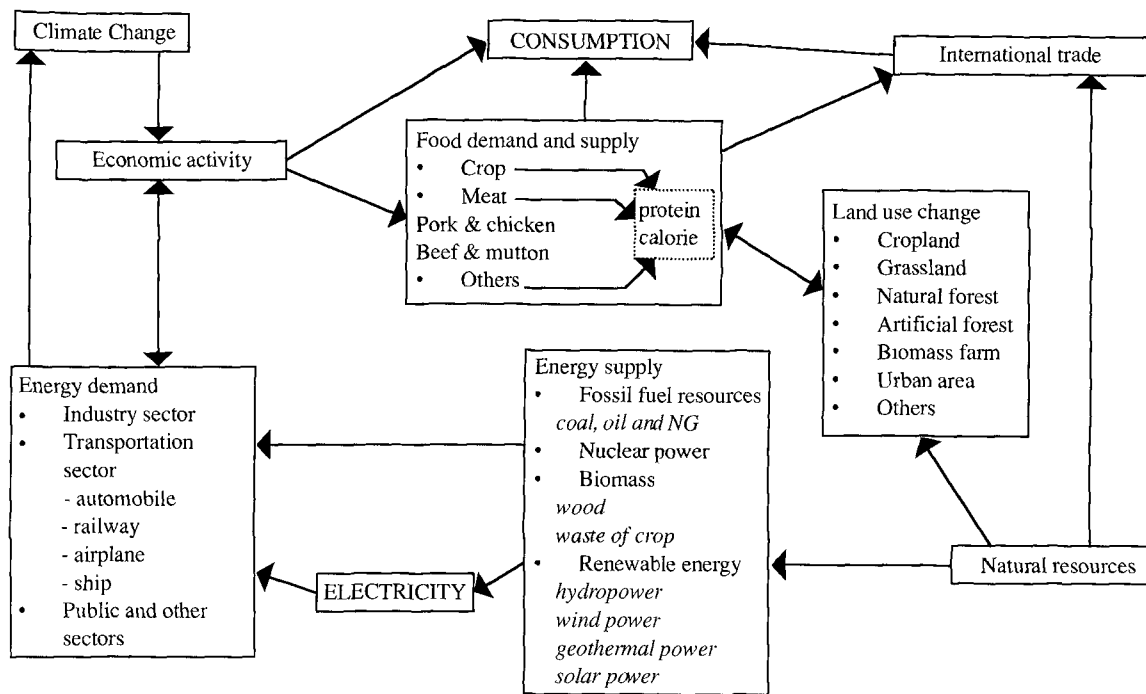 Climate Change
CONSUMPTION
International trade
Economic activity
Food demand and supply
• Crop
• Meat
Pork & chicken
Beef & mutton
• Others
protein
calorie
Land use change
• Cropland
• Grassland
• Natural forest
• Artificial forest
• Biomass farm
• Urban area
• Others
Energy demand
• Industry sector
• Transportation
sector
- automobile
- railway
- airplane
- ship
• Public and other
sectors
ELECTRICITY
Energy supply
• Fossil fuel resources
coal, oil and NG
• Nuclear power
• Biomass
wood
waste of crop
• Renewable energy
hydropower
wind power
geothermal power
solar power
Natural resources